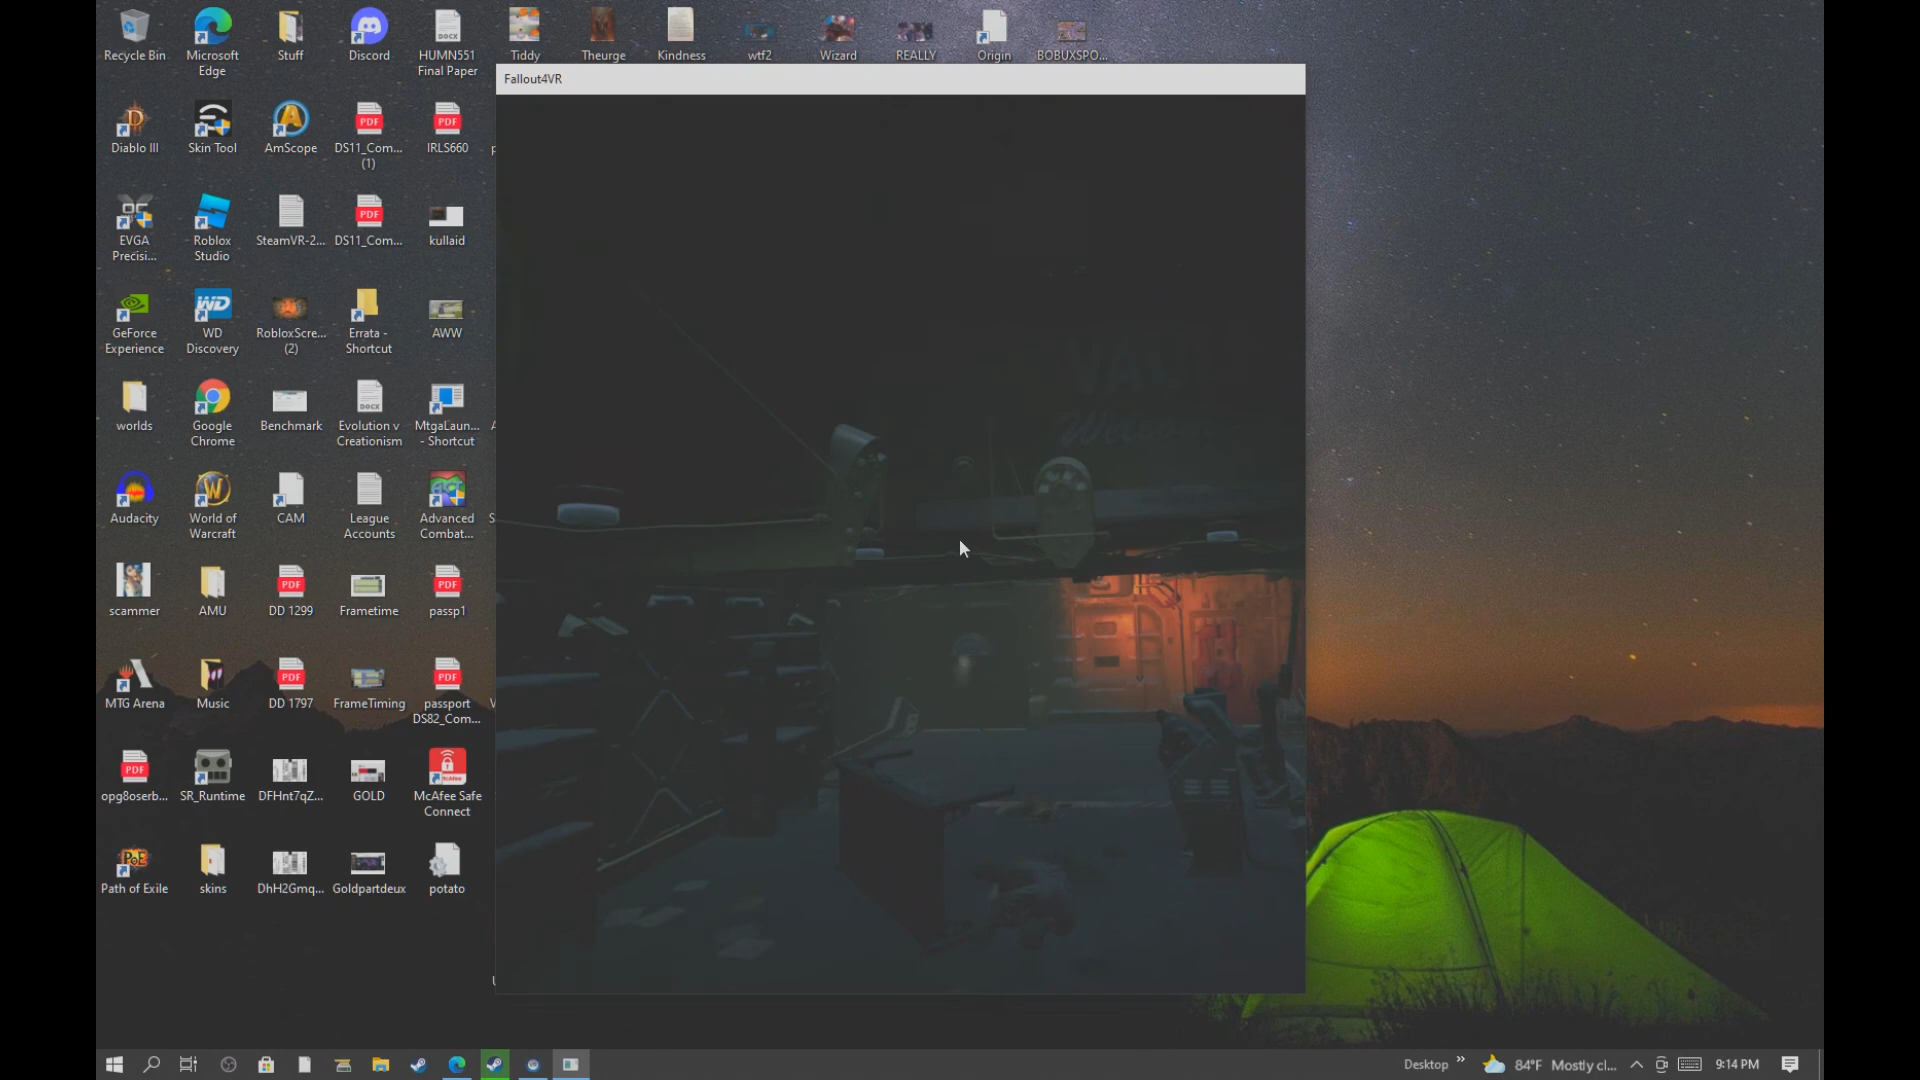 Recycle Bin
Microsoft
Edge
Stuff
Discord
HUMN551
Final Paper
Tiddy
Theurge
Kindness
wtf2
Wizard
REALLY
Origin
BOBUXSPO...
Fallout4VR
Diablo III
Skin Tool
AmScope
DS11_Com...
(1)
IRLS660
EVGA
Precisi...
Roblox
Studio
SteamVR-2...
DS11_Com...
kullaid
GeForce
Experience
WD
Discovery
RobloxScre...
(2)
Errata -
Shortcut
AWW
worlds
Google
Chrome
Benchmark
Evolution v
Creationism
MtgaLaun...
- Shortcut
Audacity
World of
Warcraft
CAM
League
Accounts
Advanced
Combat...
scammer
AMU
DD 1299
Frametime
passp1
MTG Arena
Music
DD 1797
FrameTiming
passport
DS82_Com...
opg8oserb...
SR_Runtime
DFHnt7qZ...
GOLD
McAfee Safe
Connect
Path of Exile
skins
DhH2Gmq...
Goldpartdeux
potato
Desktop
84°F Mostly cl...
9:14 PM